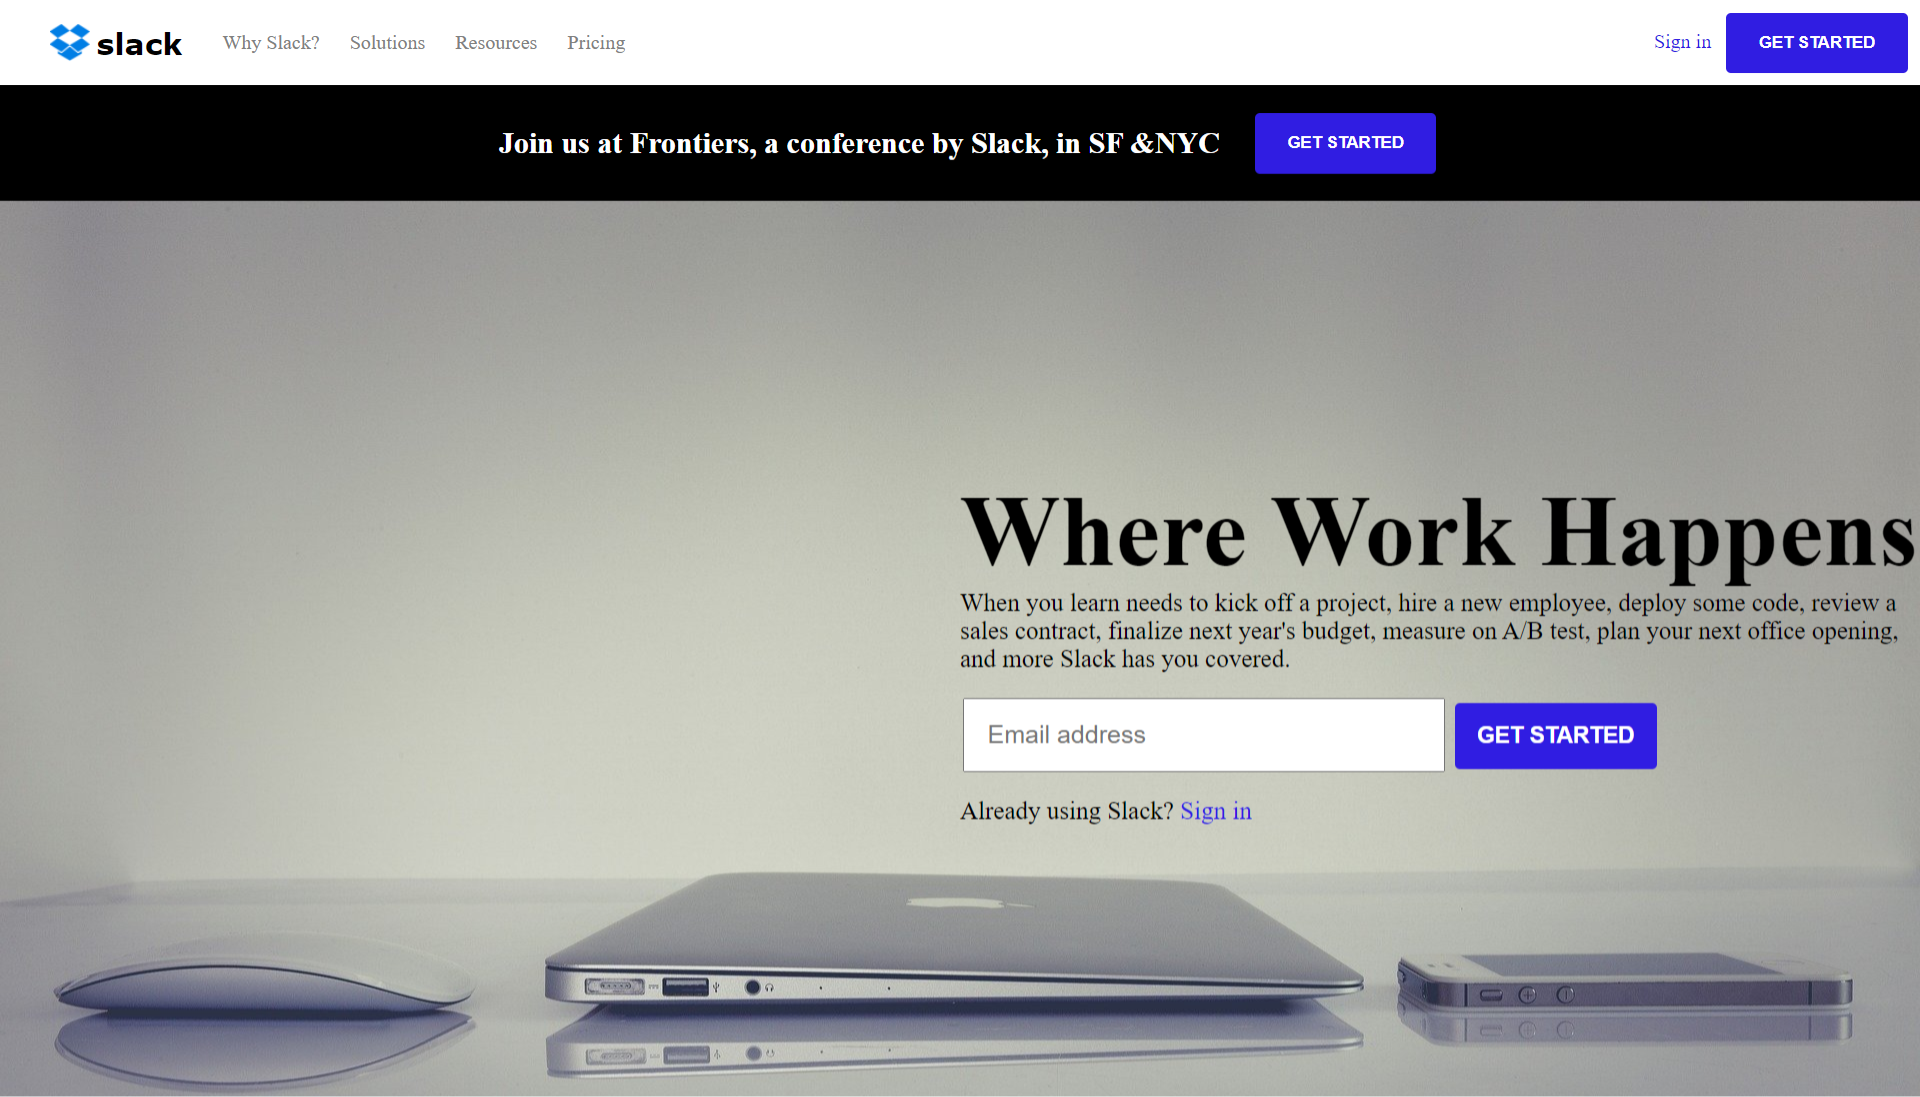 slack
Why Slack? Solutions Resources Pricing
Sign in GET STARTED
Join us at Frontiers, a conference by Slack, in SF &NYC GET STARTED
Where Work Happens
When you learn needs to kick off a project, hire a new employee, deploy some code, review a
sales contract, finalize next year's budget, measure on A/B test, plan your next office opening,
and more Slack has you covered.
Email address GET STARTED
Already using Slack? Sign in